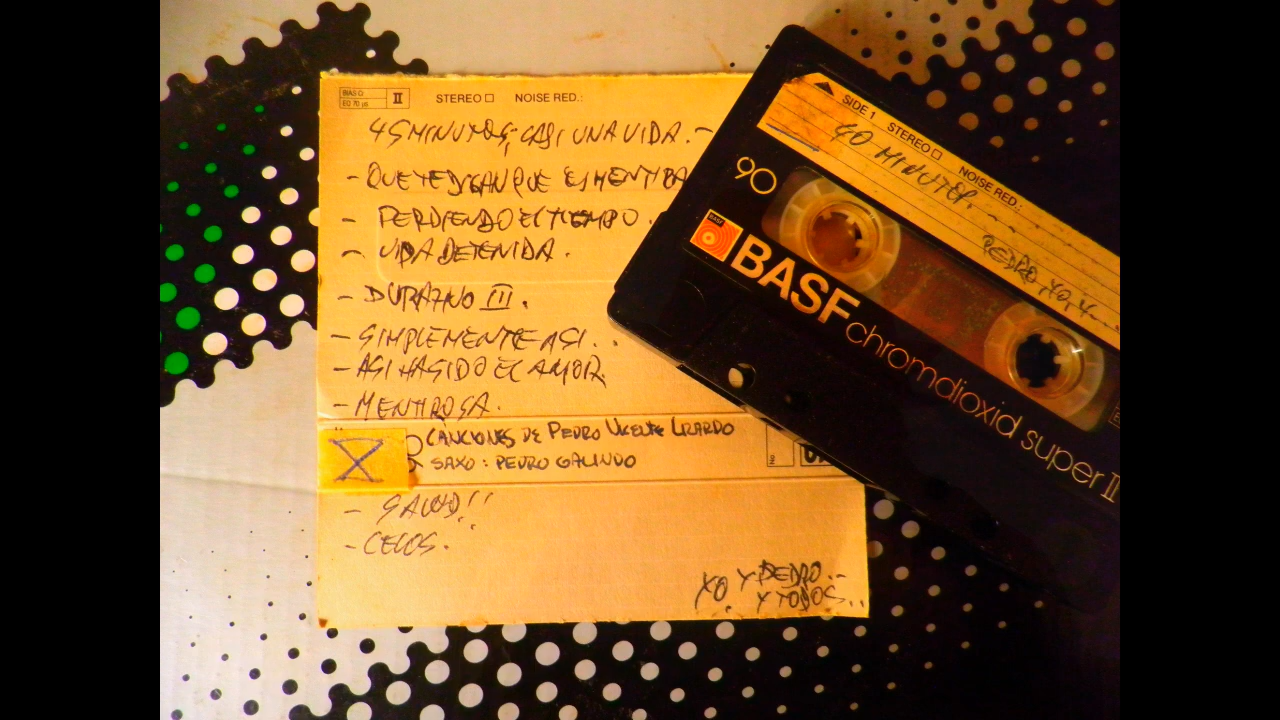 BIAS O
EQ 70 µs
II
STEREO
NOISE RED.:
45 MINUTOS; CASI UNA VIDA.-
- QUE TE DIGAN QUE ES MENTIRA
- PERDIENDO EL TIEMPO.
- VIDA DETENIDA.
- DURAZNO III.
- SIMPLEMENTE ASI...
- ASI HA SIDO EL AMOR.
- MENTIROSA.
CANCIONES DE PEDRO VICENTE LIZARDO
SAXO: PEDRO GALINDO
- SALUD!!
- CELOS.
YO Y PEDRO.-
Y TODOS...
SIDE 1 STEREO NOISE RED.:
90 MINUTOS.-
PEDRO, YO, Y...
90
BASF
BASF chromdioxid super II